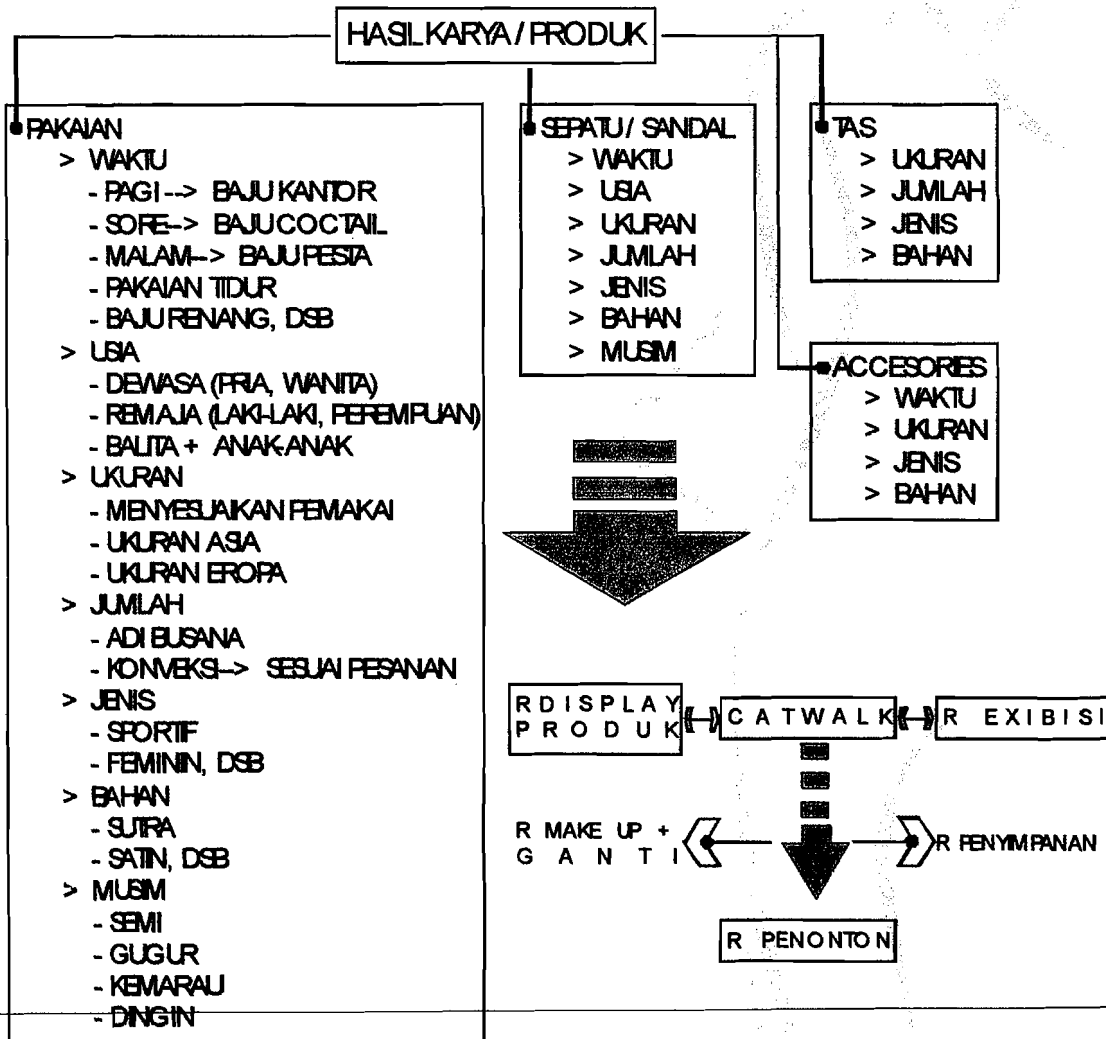 HASIL KARYA / PRODUK
PAKAIAN
> WAKTU
- PAGI --> BAJU KANTOR
- SORE--> BAJU COCTAIL
- MALAM--> BAJU PESTA
- PAKAIAN TIDUR
- BAJU RENANG, DSB
> USIA
- DEWASA (PRIA, WANITA)
- REMAJA (LAKI-LAKI, PEREMPUAN)
- BALITA + ANAK-ANAK
> UKURAN
- MENYESUAIKAN PEMAKAI
- UKURAN ASIA
- UKURAN EROPA
> JUMLAH
- ADI BUSANA
- KONVEKSI--> SESUAI PESANAN
> JENIS
- SPORTIF
- FEMININ, DSB
> BAHAN
- SUTRA
- SATIN, DSB
> MUSIM
- SEMI
- GUGUR
- KEMARAU
- DINGIN
SEPATU / SANDAL
> WAKTU
> USIA
> UKURAN
> JUMLAH
> JENIS
> BAHAN
> MUSIM
TAS
> UKURAN
> JUMLAH
> JENIS
> BAHAN
ACCESORIES
> WAKTU
> UKURAN
> JENIS
> BAHAN
R DISPLAY
PRODUK
CATWALK
R EXIBISI
R MAKE UP +
GANTI
R PENYIMPANAN
R PENONTON